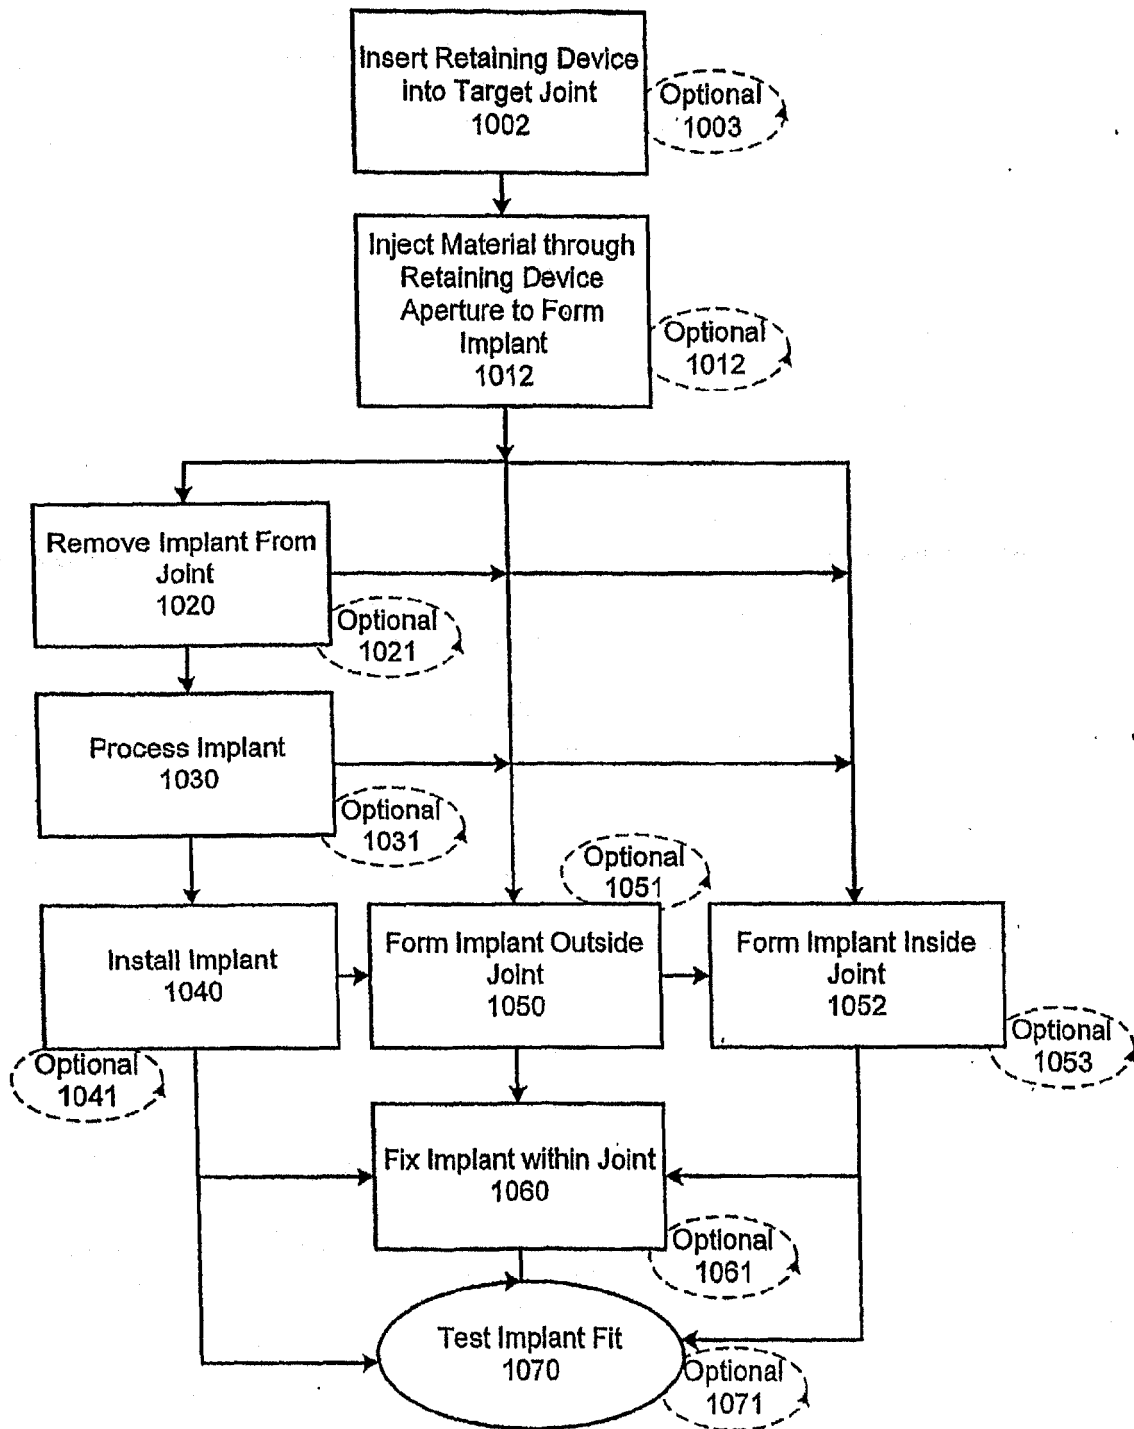 Insert Retaining Device
into Target Joint
1002
Optional
1003
Inject Material through
Retaining Device
Aperture to Form
Implant
1012
Optional
1012
Remove Implant From
Joint
1020
Optional
1021
Process Implant
1030
Optional
1031
Optional
1051
Install Implant
1040
Form Implant Outside
Joint
1050
Form Implant Inside
Joint
1052
Optional
1041
Optional
1053
Fix Implant within Joint
1060
Optional
1061
Test Implant Fit
1070
Optional
1071